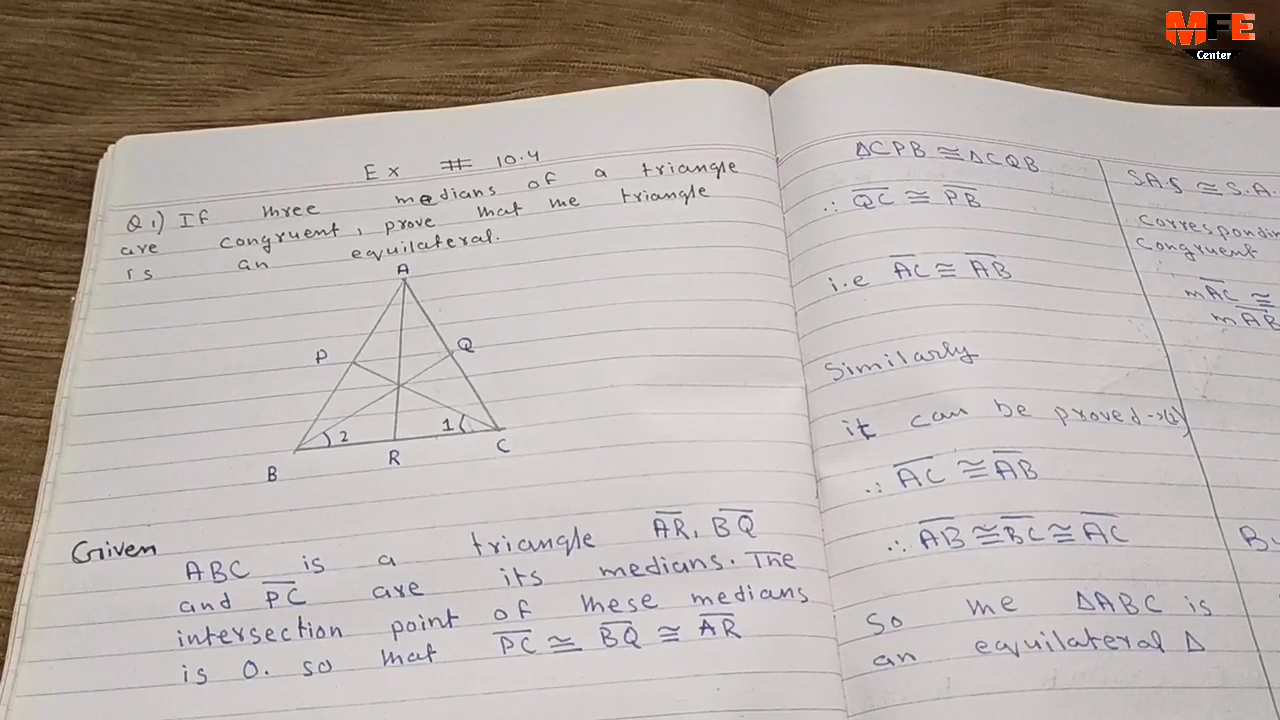 MFE
Center
Ex # 10.4
Q1) If three medians of a triangle
are congruent, prove that the triangle
is an equilateral.
A
P
Q
2
1
B
R
C
Given
ABC is a triangle AR, BQ
and PC are its medians. The
intersection point of these medians
is O. so that PC ≅ BQ ≅ AR
ΔCPB ≅ ΔCQB
∴ QC ≅ PB
i.e AC ≅ AB
Similarly
it can be proved
∴ AC ≅ AB
∴ AB ≅ BC ≅ AC
So the ΔABC is
an equilateral Δ
S.A.S ≅ S.A.
Correspondin
Congruent
mAC ≅